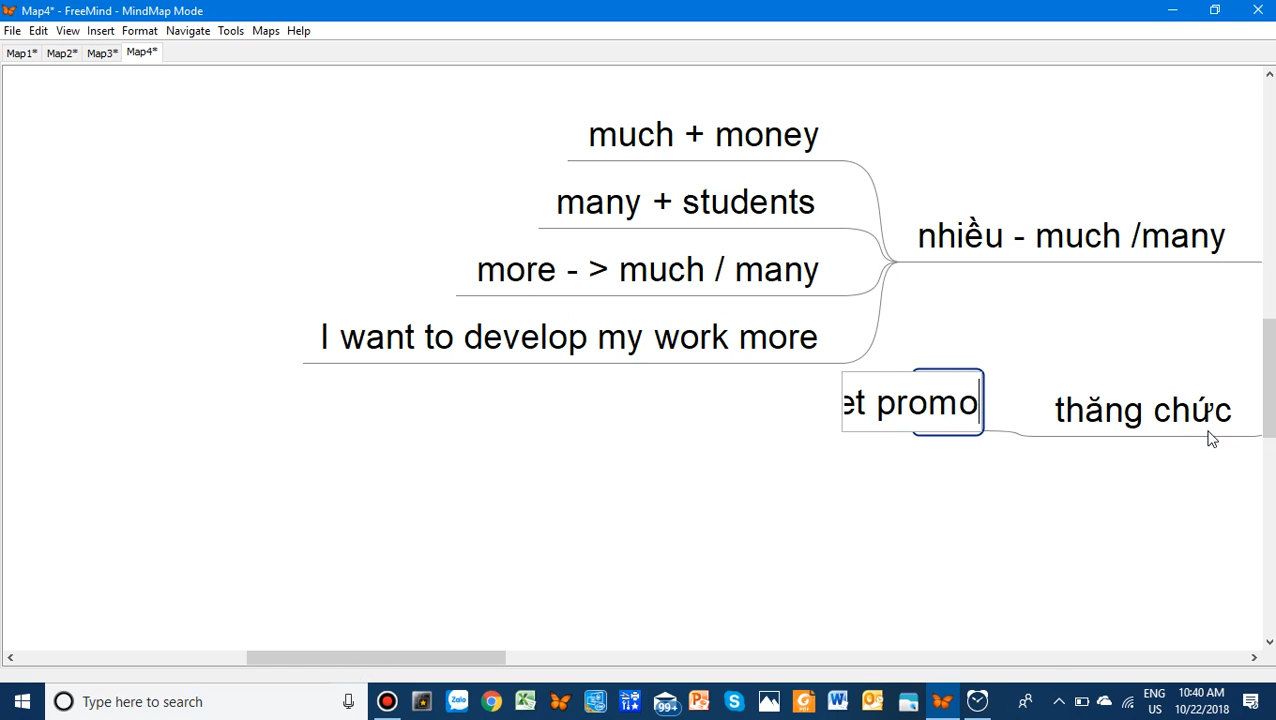 Map4* - FreeMind - MindMap Mode
File Edit View Insert Format Navigate Tools Maps Help
Map1* Map2* Map3* Map4*
much + money
many + students
nhiều - much /many
more - > much / many
I want to develop my work more
et promo
thăng chức
Type here to search
Zalo
99+
ENG
US
10:40 AM
10/22/2018